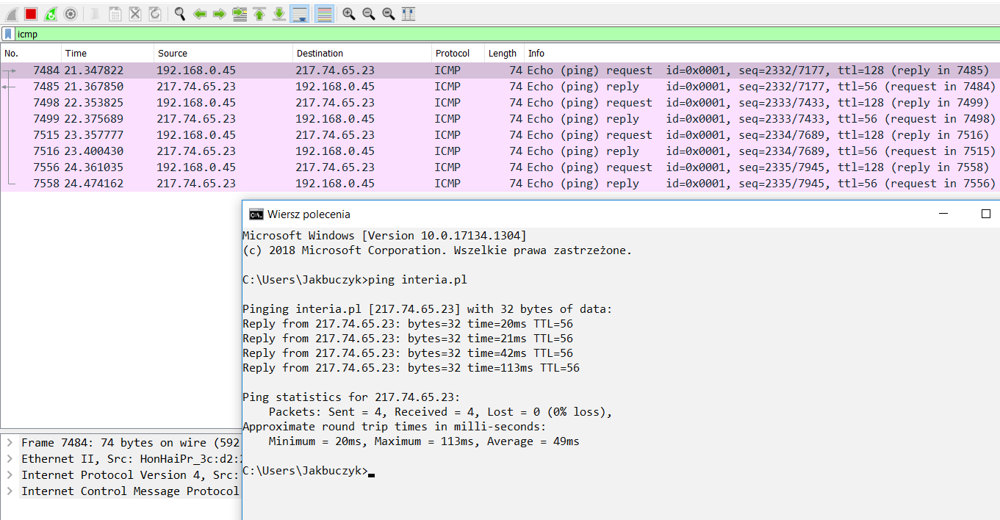 icmp
No. Time Source Destination Protocol Length Info
7484 21.347822 192.168.0.45 217.74.65.23 ICMP 74 Echo (ping) request id=0x0001, seq=2332/7177, ttl=128 (reply in 7485)
7485 21.367850 217.74.65.23 192.168.0.45 ICMP 74 Echo (ping) reply id=0x0001, seq=2332/7177, ttl=56 (request in 7484)
7498 22.353825 192.168.0.45 217.74.65.23 ICMP 74 Echo (ping) request id=0x0001, seq=2333/7433, ttl=128 (reply in 7499)
7499 22.375689 217.74.65.23 192.168.0.45 ICMP 74 Echo (ping) reply id=0x0001, seq=2333/7433, ttl=56 (request in 7498)
7515 23.357777 192.168.0.45 217.74.65.23 ICMP 74 Echo (ping) request id=0x0001, seq=2334/7689, ttl=128 (reply in 7516)
7516 23.400430 217.74.65.23 192.168.0.45 ICMP 74 Echo (ping) reply id=0x0001, seq=2334/7689, ttl=56 (request in 7515)
7556 24.361035 192.168.0.45 217.74.65.23 ICMP 74 Echo (ping) request id=0x0001, seq=2335/7945, ttl=128 (reply in 7558)
7558 24.474162 217.74.65.23 192.168.0.45 ICMP 74 Echo (ping) reply id=0x0001, seq=2335/7945, ttl=56 (request in 7556)
Wiersz polecenia
Microsoft Windows [Version 10.0.17134.1304]
(c) 2018 Microsoft Corporation. Wszelkie prawa zastrzeżone.
C:\Users\Jakbuczyk>ping interia.pl
Pinging interia.pl [217.74.65.23] with 32 bytes of data:
Reply from 217.74.65.23: bytes=32 time=20ms TTL=56
Reply from 217.74.65.23: bytes=32 time=21ms TTL=56
Reply from 217.74.65.23: bytes=32 time=42ms TTL=56
Reply from 217.74.65.23: bytes=32 time=113ms TTL=56
Ping statistics for 217.74.65.23:
Packets: Sent = 4, Received = 4, Lost = 0 (0% loss),
Approximate round trip times in milli-seconds:
Minimum = 20ms, Maximum = 113ms, Average = 49ms
C:\Users\Jakbuczyk>
Frame 7484: 74 bytes on wire (592
Ethernet II, Src: HonHaiPr_3c:d2:
Internet Protocol Version 4, Src:
Internet Control Message Protocol